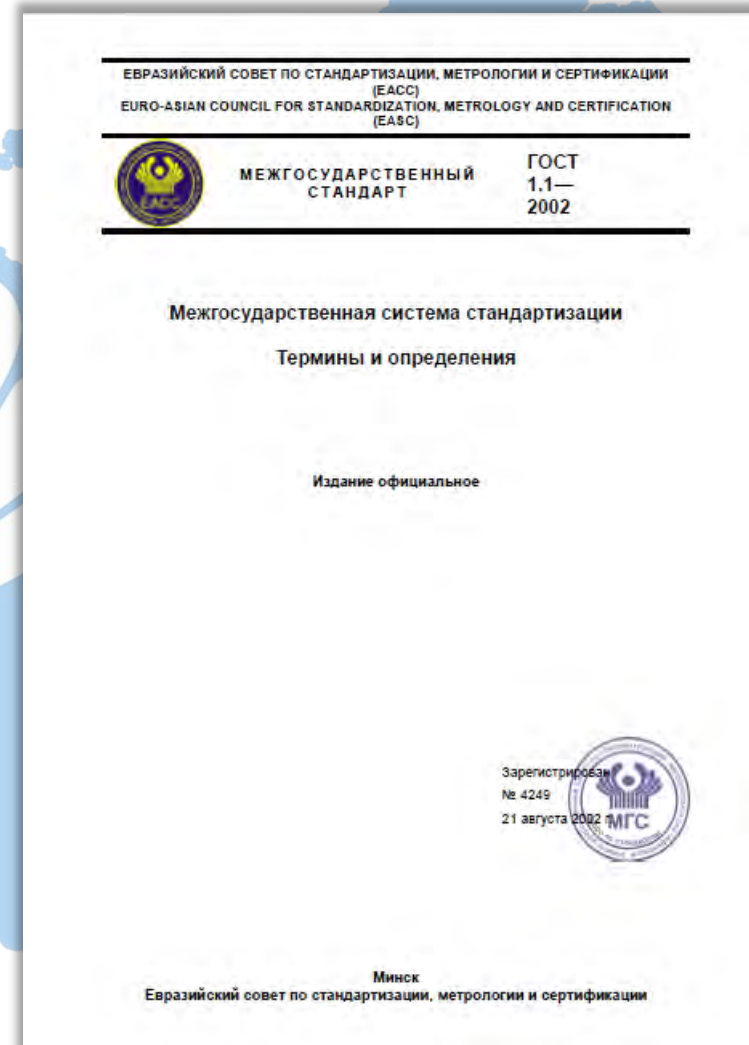 ЕВРАЗИЙСКИЙ СОВЕТ ПО СТАНДАРТИЗАЦИИ, МЕТРОЛОГИИ И СЕРТИФИКАЦИИ
(ЕАСС)
EURO-ASIAN COUNCIL FOR STANDARDIZATION, METROLOGY AND CERTIFICATION
(EASC)
ЕАСС
МЕЖГОСУДАРСТВЕННЫЙ
СТАНДАРТ
ГОСТ
1.1—
2002
Межгосударственная система стандартизации
Термины и определения
Издание официальное
Зарегистрирован
№ 4249
21 августа 2002 г.
МГС
Минск
Евразийский совет по стандартизации, метрологии и сертификации